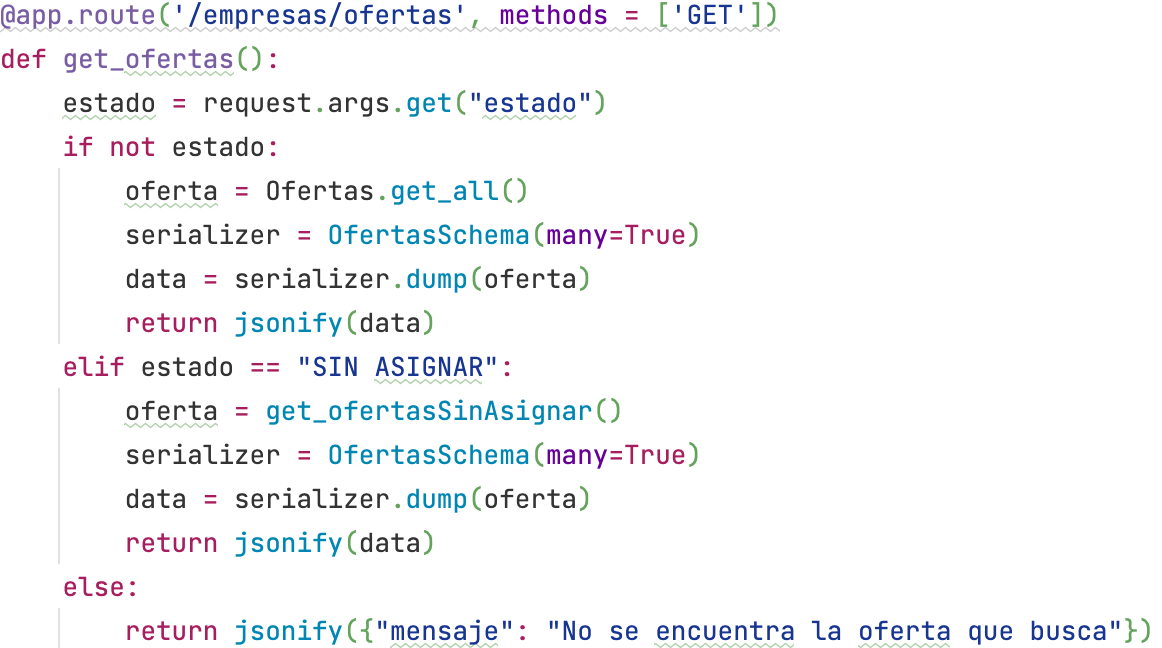 @app.route('/empresas/ofertas', methods = ['GET'])
def get_ofertas():
    estado = request.args.get("estado")
    if not estado:
        oferta = Ofertas.get_all()
        serializer = OfertasSchema(many=True)
        data = serializer.dump(oferta)
        return jsonify(data)
    elif estado == "SIN ASIGNAR":
        oferta = get_ofertasSinAsignar()
        serializer = OfertasSchema(many=True)
        data = serializer.dump(oferta)
        return jsonify(data)
    else:
        return jsonify({"mensaje": "No se encuentra la oferta que busca"})